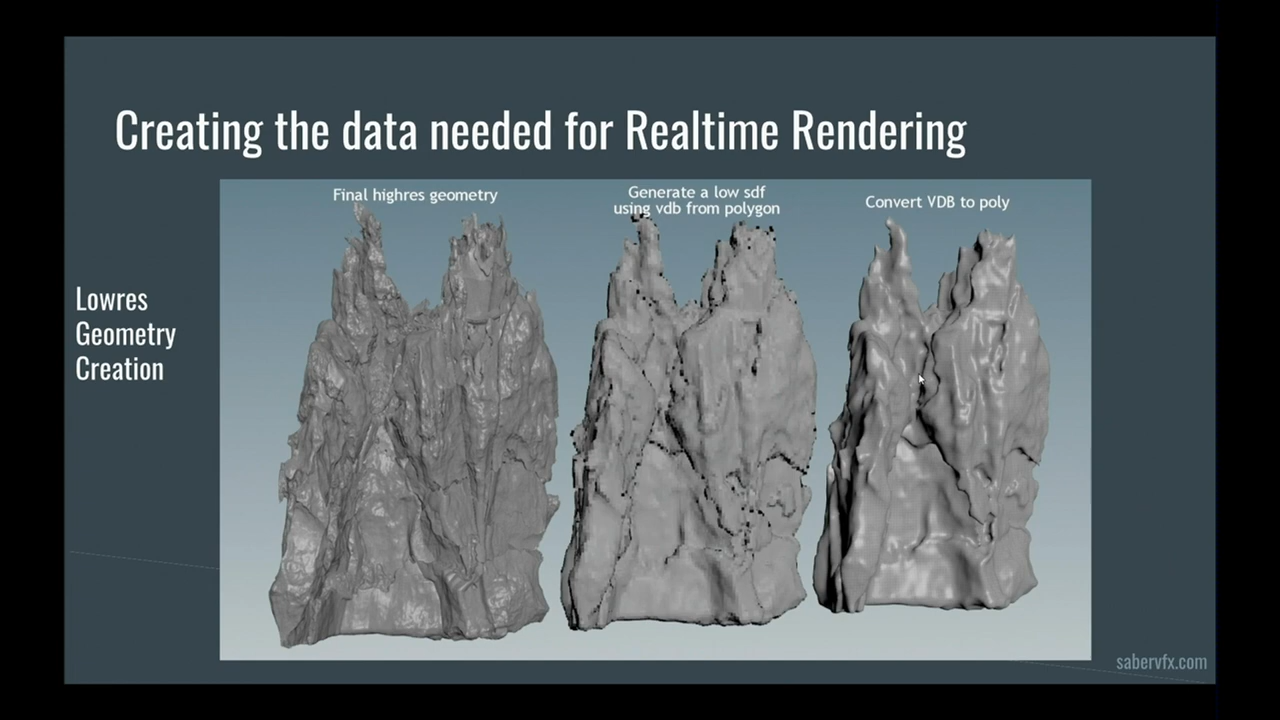 Creating the data needed for Realtime Rendering
Final highres geometry
Generate a low sdf
using vdb from polygon
Convert VDB to poly
Lowres
Geometry
Creation
sabervfx.com